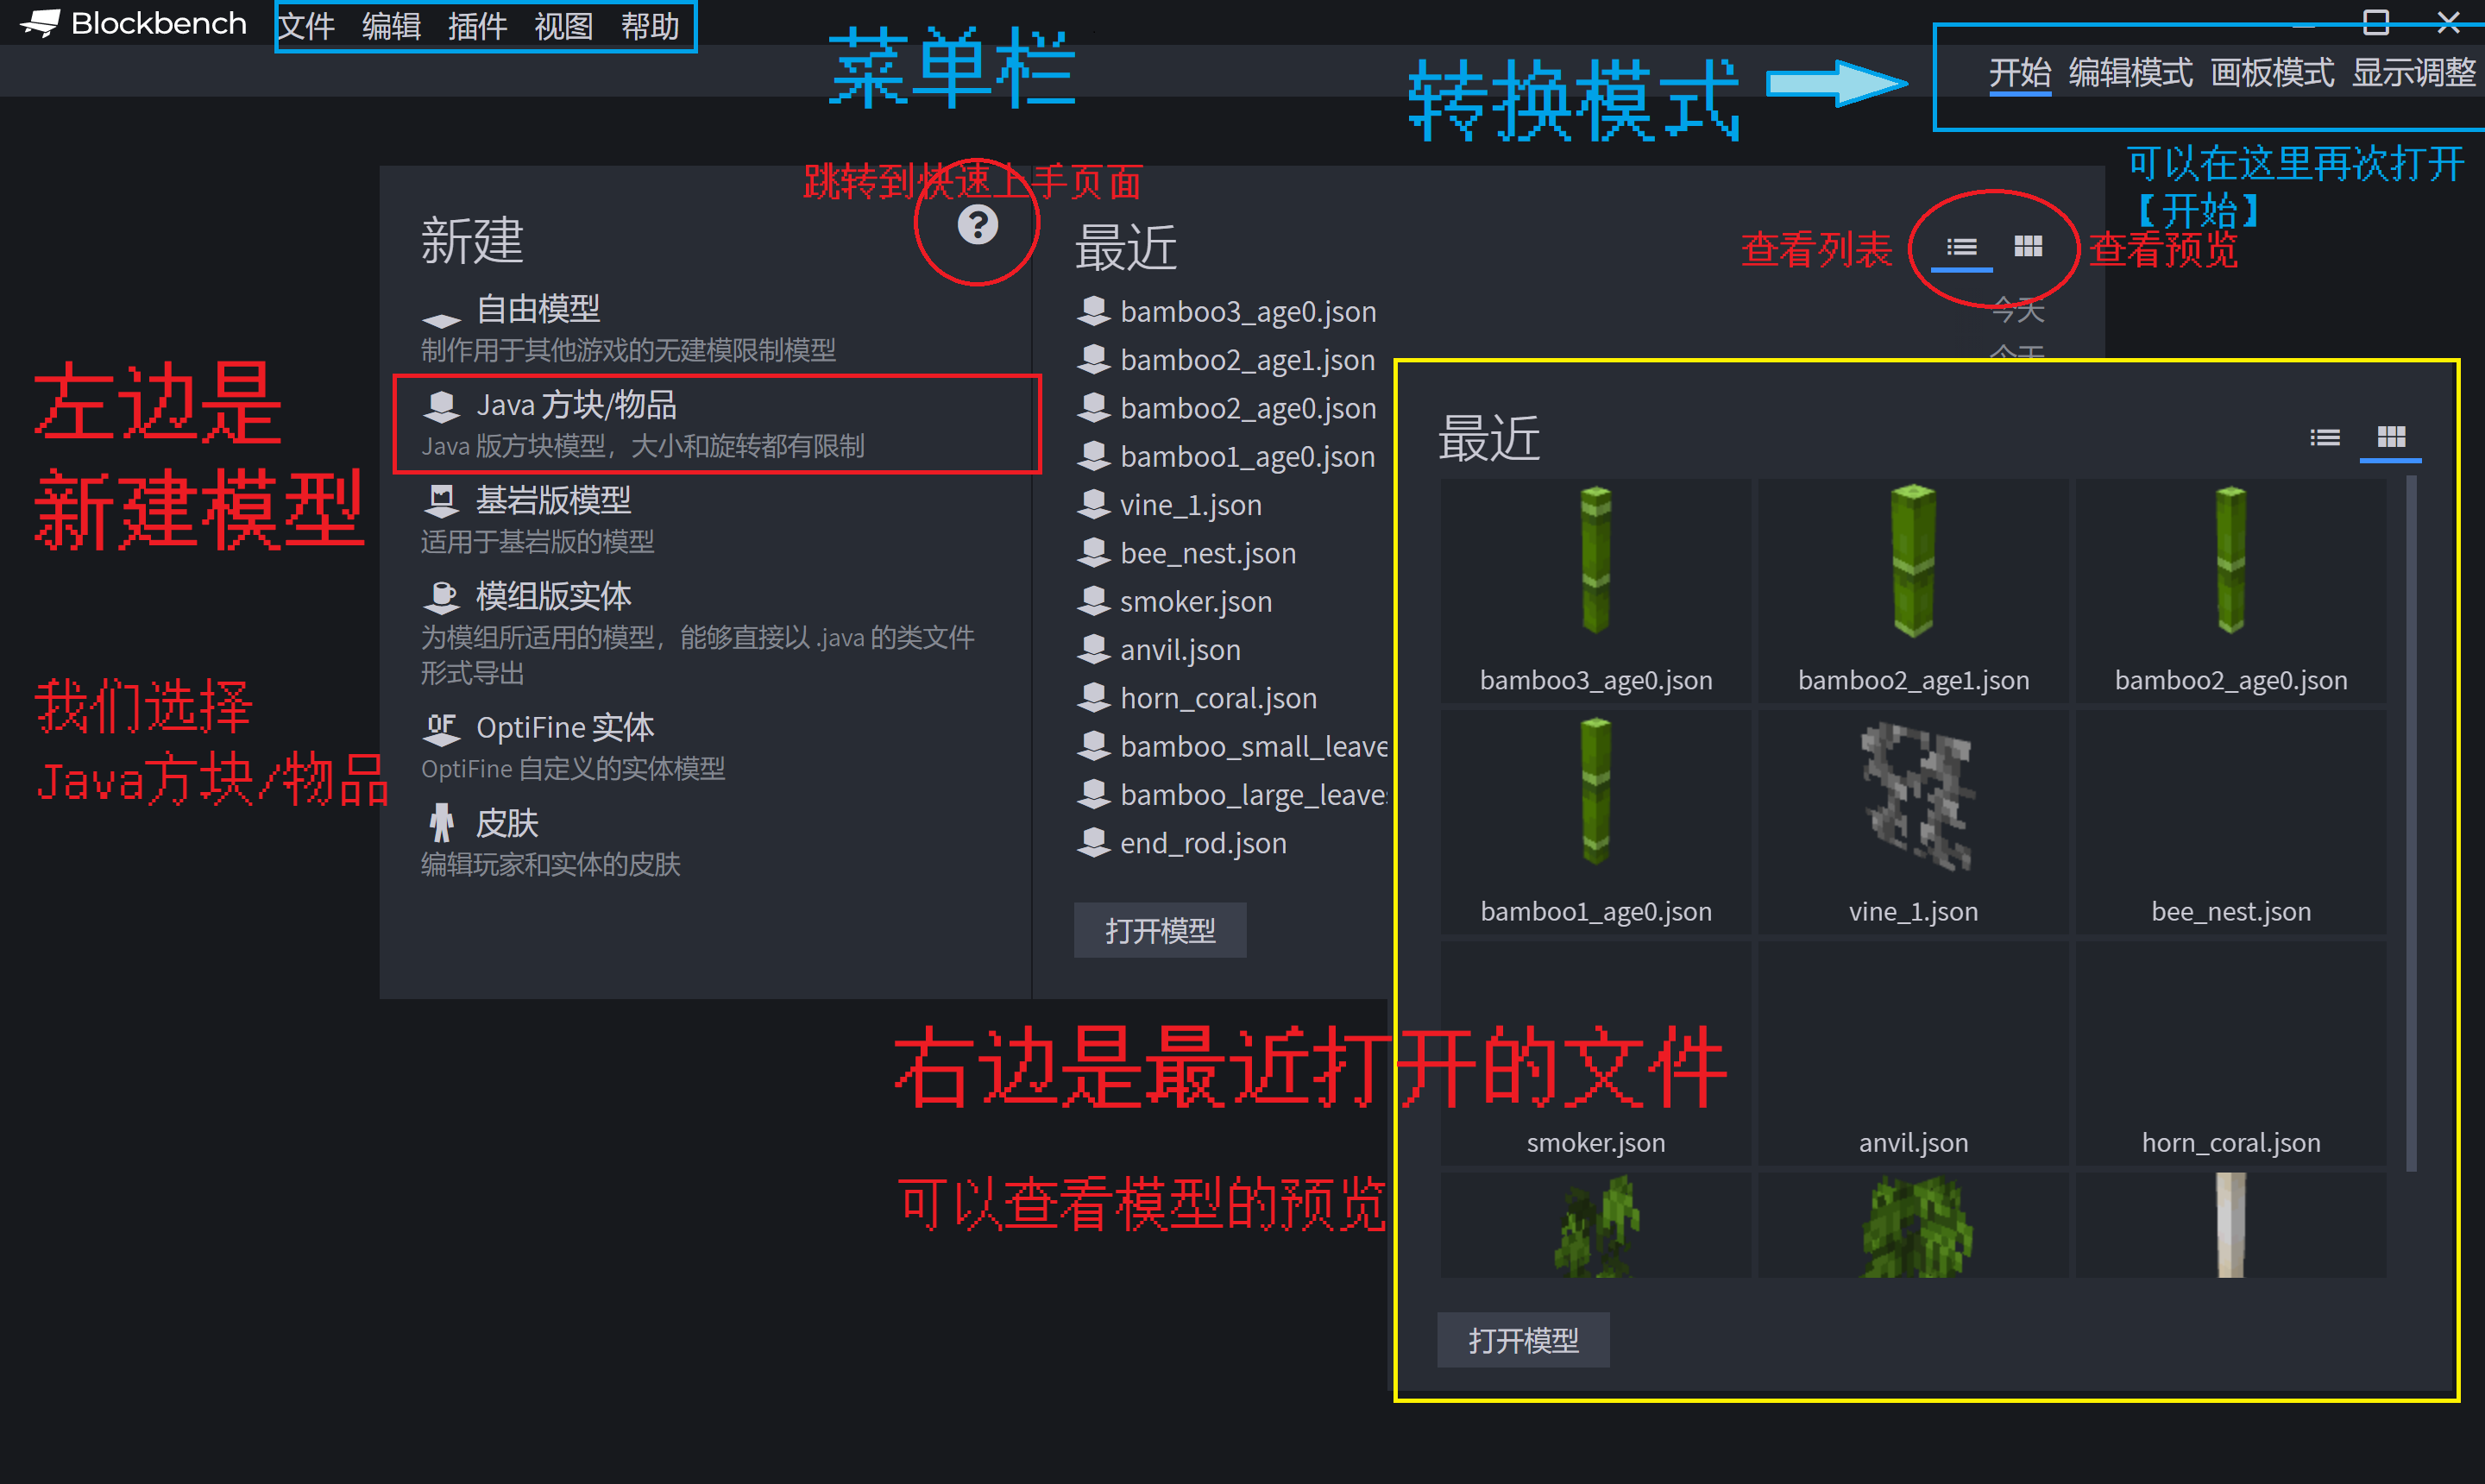 Blockbench
文件 编辑 插件 视图 帮助
菜单栏
转换模式
开始 编辑模式 画板模式 显示调整
可以在这里再次打开
【开始】
跳转到快速上手页面
新建
自由模型
制作用于其他游戏的无建模限制模型
Java 方块/物品
Java 版方块模型，大小和旋转都有限制
基岩版模型
适用于基岩版的模型
模组版实体
为模组所适用的模型，能够直接以 .java 的类文件
形式导出
OptiFine 实体
OptiFine 自定义的实体模型
皮肤
编辑玩家和实体的皮肤
左边是
新建模型
我们选择
Java方块/物品
最近
查看列表
查看预览
bamboo3_age0.json 今天
bamboo2_age1.json 今天
bamboo2_age0.json
bamboo1_age0.json
vine_1.json
bee_nest.json
smoker.json
anvil.json
horn_coral.json
bamboo_small_leave
bamboo_large_leave
end_rod.json
打开模型
右边是最近打开的文件
可以查看模型的预览
最近
bamboo3_age0.json bamboo2_age1.json bamboo2_age0.json
bamboo1_age0.json vine_1.json bee_nest.json
smoker.json anvil.json horn_coral.json
打开模型